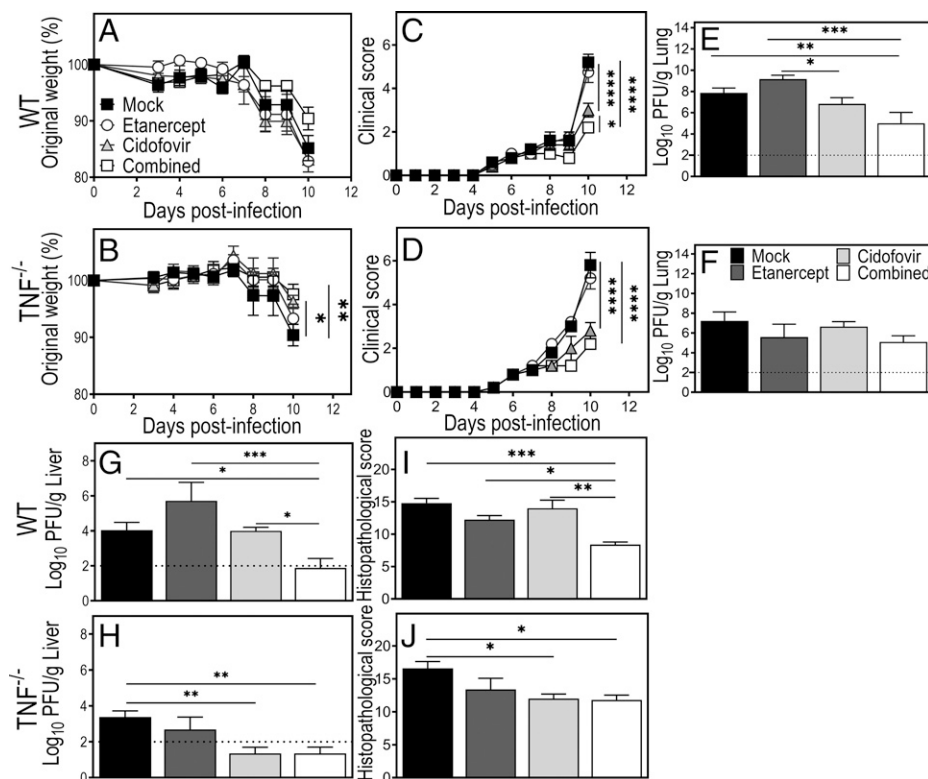 A
WT
Original weight (%)
100
90
80
Mock
Etanercept
Cidofovir
Combined
0 2 4 6 8 10 12
Days post-infection
C
Clinical score
6
4
2
0
* **** ****
0 2 4 6 8 10 12
Days post-infection
E
Log10 PFU/g Lung
14
12
10
8
6
4
2
0
***
**
*
B
TNF-/-
Original weight (%)
100
90
80
* **
0 2 4 6 8 10 12
Days post-infection
D
Clinical score
6
4
2
0
**** ****
0 2 4 6 8 10 12
Days post-infection
F
Log10 PFU/g Lung
14
12
10
8
6
4
2
0
Mock
Etanercept
Cidofovir
Combined
G
WT
Log10 PFU/g Liver
8
6
4
2
0
***
*
*
I
Histopathological score
20
15
10
5
0
***
*
**
H
TNF-/-
Log10 PFU/g Liver
8
6
4
2
0
**
**
J
Histopathological score
20
15
10
5
0
*
*